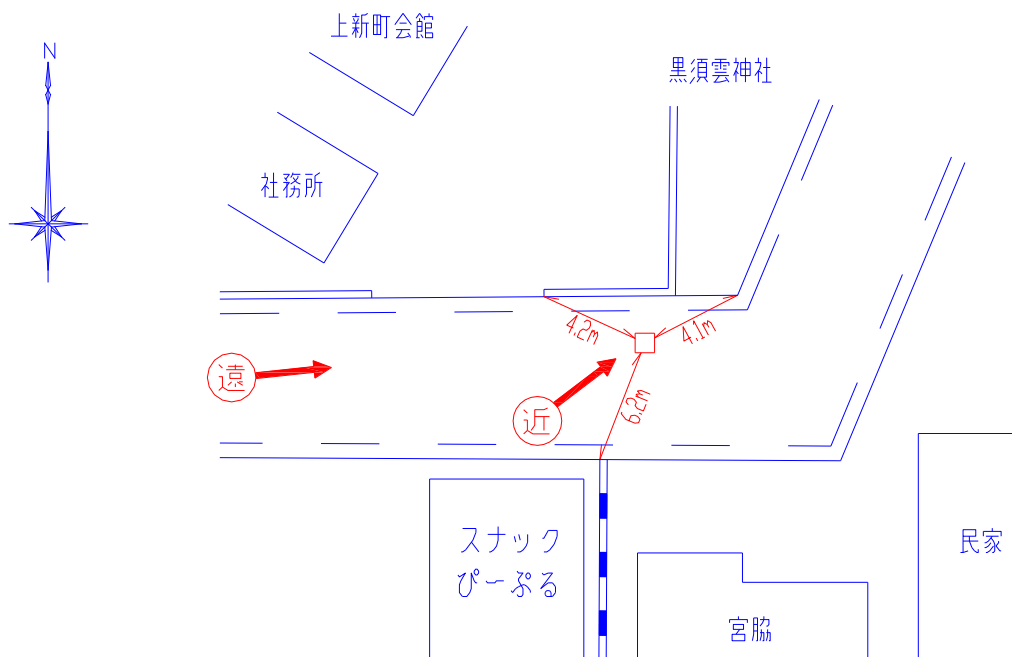 上新町会館
N
黒須雲神社
社務所
4.2m
4.1m
遠
近
6.2m
スナック
ぴーぷる
民家
宮脇